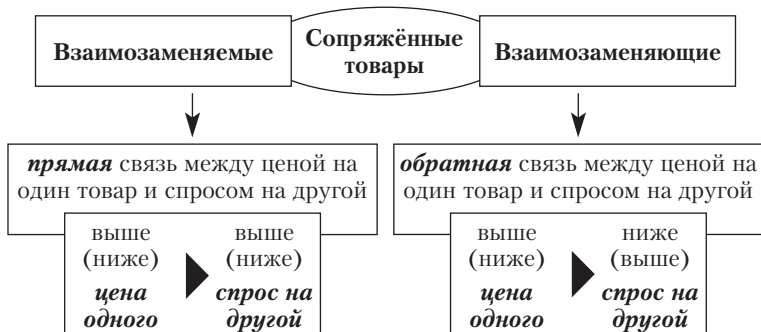 Взаимозаменяемые
Сопряжённые
товары
Взаимозаменяющие
прямая связь между ценой на
один товар и спросом на другой
выше
(ниже)
цена
одного
выше
(ниже)
спрос на
другой
обратная связь между ценой на
один товар и спросом на другой
выше
(ниже)
цена
одного
ниже
(выше)
спрос на
другой